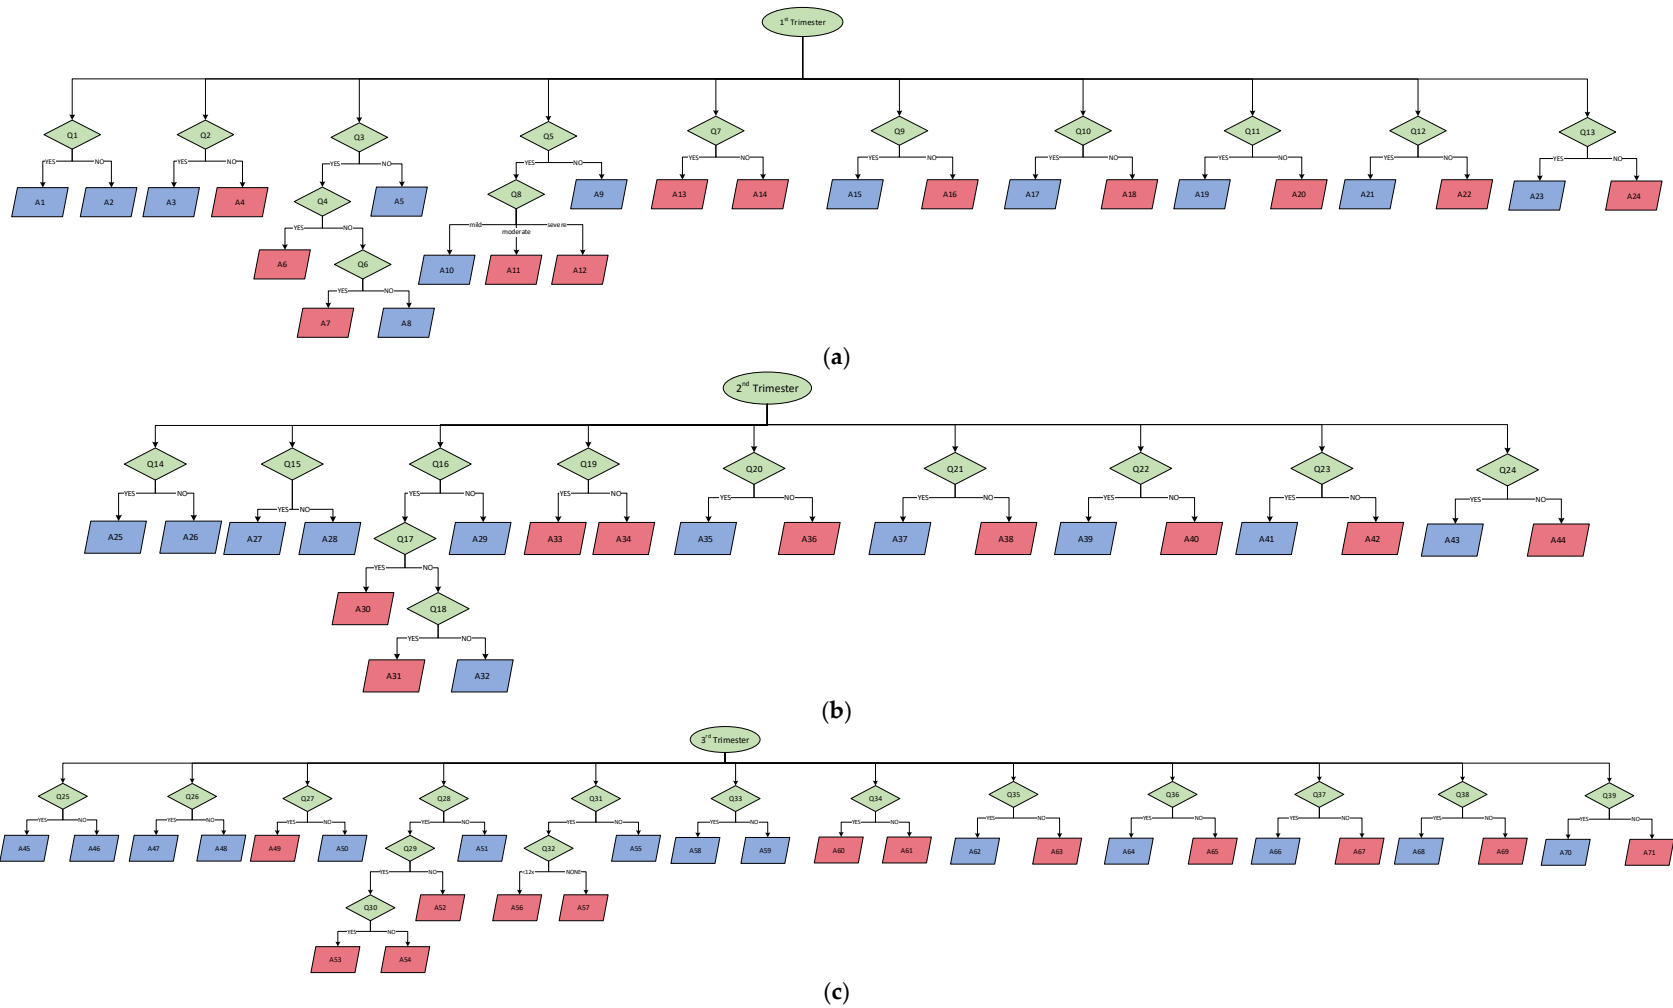 1st Trimester
Q1 Q2 Q3 Q5 Q7 Q9 Q10 Q11 Q12 Q13
YES NO YES NO YES NO YES NO YES NO YES NO YES NO YES NO YES NO YES NO
A1 A2 A3 A4 Q4 A5 Q8 A9 A13 A14 A15 A16 A17 A18 A19 A20 A21 A22 A23 A24
YES NO mild moderate severe
A6 Q6 A10 A11 A12
YES NO
A7 A8
(a)
2nd Trimester
Q14 Q15 Q16 Q19 Q20 Q21 Q22 Q23 Q24
YES NO YES NO YES NO YES NO YES NO YES NO YES NO YES NO YES NO
A25 A26 A27 A28 Q17 A29 A33 A34 A35 A36 A37 A38 A39 A40 A41 A42 A43 A44
YES NO
A30 Q18
YES NO
A31 A32
(b)
3rd Trimester
Q25 Q26 Q27 Q28 Q31 Q33 Q34 Q35 Q36 Q37 Q38 Q39
YES NO YES NO YES NO YES NO YES NO YES NO YES NO YES NO YES NO YES NO YES NO YES NO
A45 A46 A47 A48 A49 A50 Q29 A51 Q32 A55 A58 A59 A60 A61 A62 A63 A64 A65 A66 A67 A68 A69 A70 A71
YES NO <12x NONE
Q30 A52 A56 A57
YES NO
A53 A54
(c)